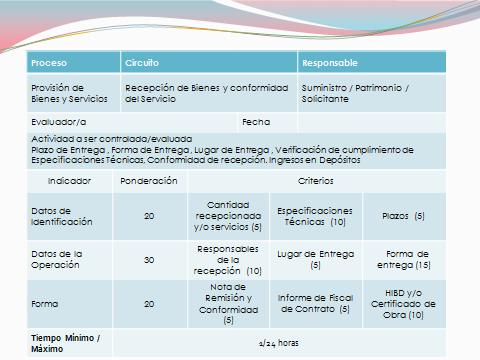 Proceso Circuito Responsable
Provisión de Bienes y Servicios Recepción de Bienes y conformidad del Servicio Suministro / Patrimonio / Solicitante
Evaluador/a Fecha
Actividad a ser controlada/evaluada
Plazo de Entrega , Forma de Entrega , Lugar de Entrega , Verificación de cumplimiento de
Especificaciones Técnicas, Conformidad de recepción. Ingresos en Depósitos
Indicador Ponderación Criterios
Datos de Identificación 20 Cantidad recepcionada y/o servicios (5) Especificaciones Técnicas (10) Plazos (5)
Datos de la Operación 30 Responsables de la recepción (10) Lugar de Entrega (5) Forma de entrega (15)
Forma 20 Nota de Remisión y Conformidad (5) Informe de Fiscal de Contrato (5) HIBD y/o Certificado de Obra (10)
Tiempo Mínimo / Máximo 1/24 horas